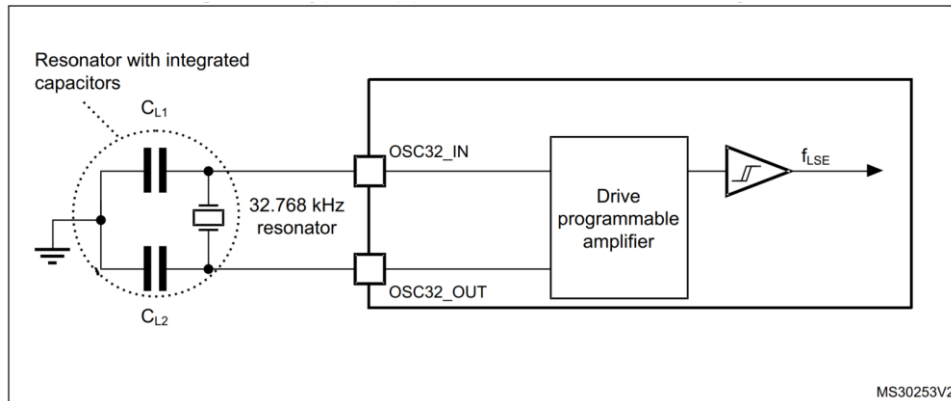 Resonator with integrated
capacitors
CL1
OSC32_IN
fLSE
32.768 kHz
resonator
Drive
programmable
amplifier
OSC32_OUT
CL2
MS30253V2